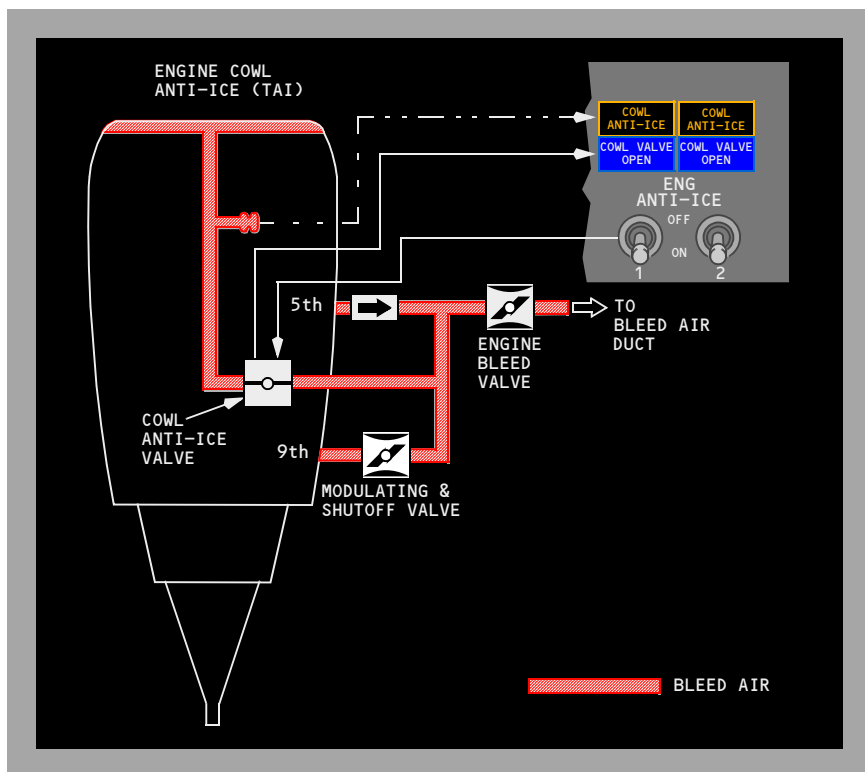 ENGINE COWL
ANTI-ICE (TAI)
COWL
ANTI-ICE
COWL
ANTI-ICE
COWL VALVE
OPEN
COWL VALVE
OPEN
ENG
ANTI-ICE
OFF
ON
1
2
5th
TO
BLEED AIR
DUCT
ENGINE
BLEED
VALVE
COWL
ANTI-ICE
VALVE
9th
MODULATING &
SHUTOFF VALVE
BLEED AIR